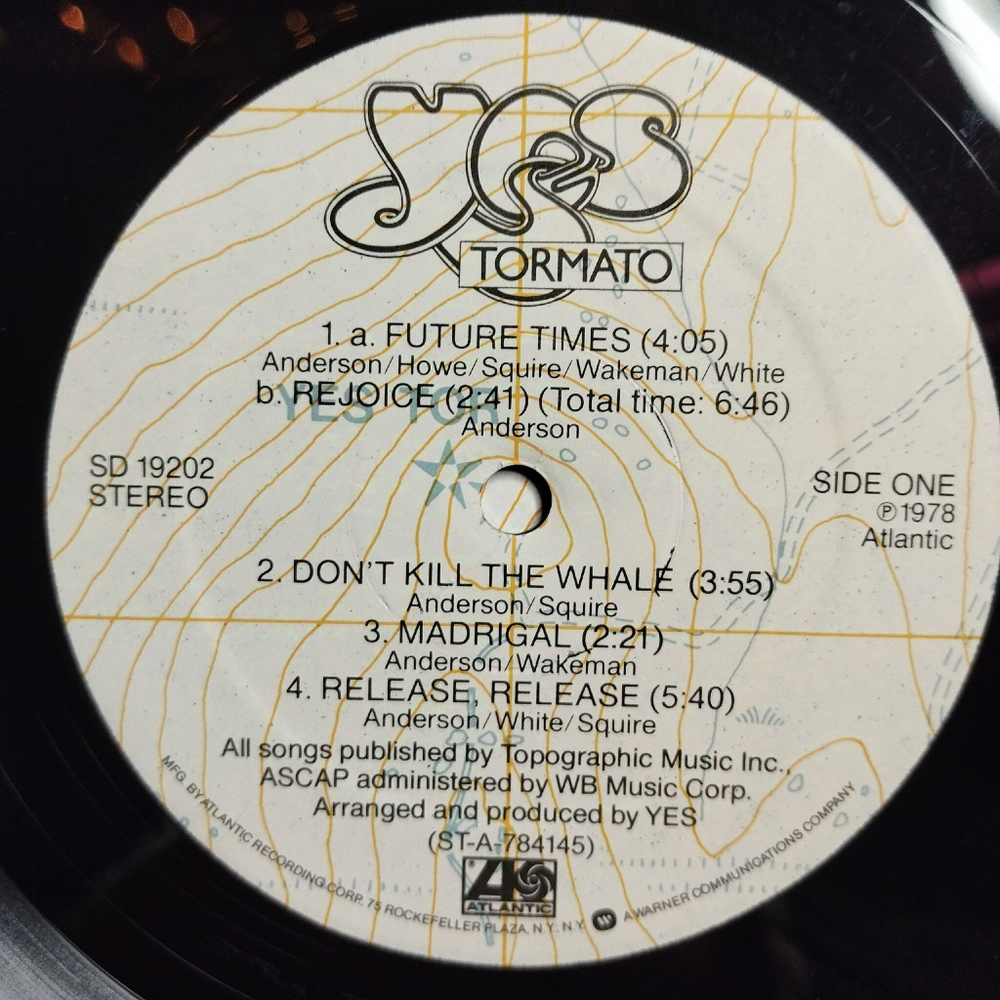 YES
TORMATO
1. a. FUTURE TIMES (4:05)
Anderson/Howe/Squire/Wakeman/White
b. REJOICE (2:41) (Total time: 6:46)
Anderson
YES TOR
SD 19202
STEREO
SIDE ONE
℗1978
Atlantic
2. DON'T KILL THE WHALE (3:55)
Anderson/Squire
3. MADRIGAL (2:21)
Anderson/Wakeman
4. RELEASE, RELEASE (5:40)
Anderson/White/Squire
All songs published by Topographic Music Inc.,
ASCAP administered by WB Music Corp.
Arranged and produced by YES
(ST-A-784145)
ATLANTIC
MFG BY ATLANTIC RECORDING CORP. 75 ROCKEFELLER PLAZA, N.Y. N.Y. A WARNER COMMUNICATIONS COMPANY